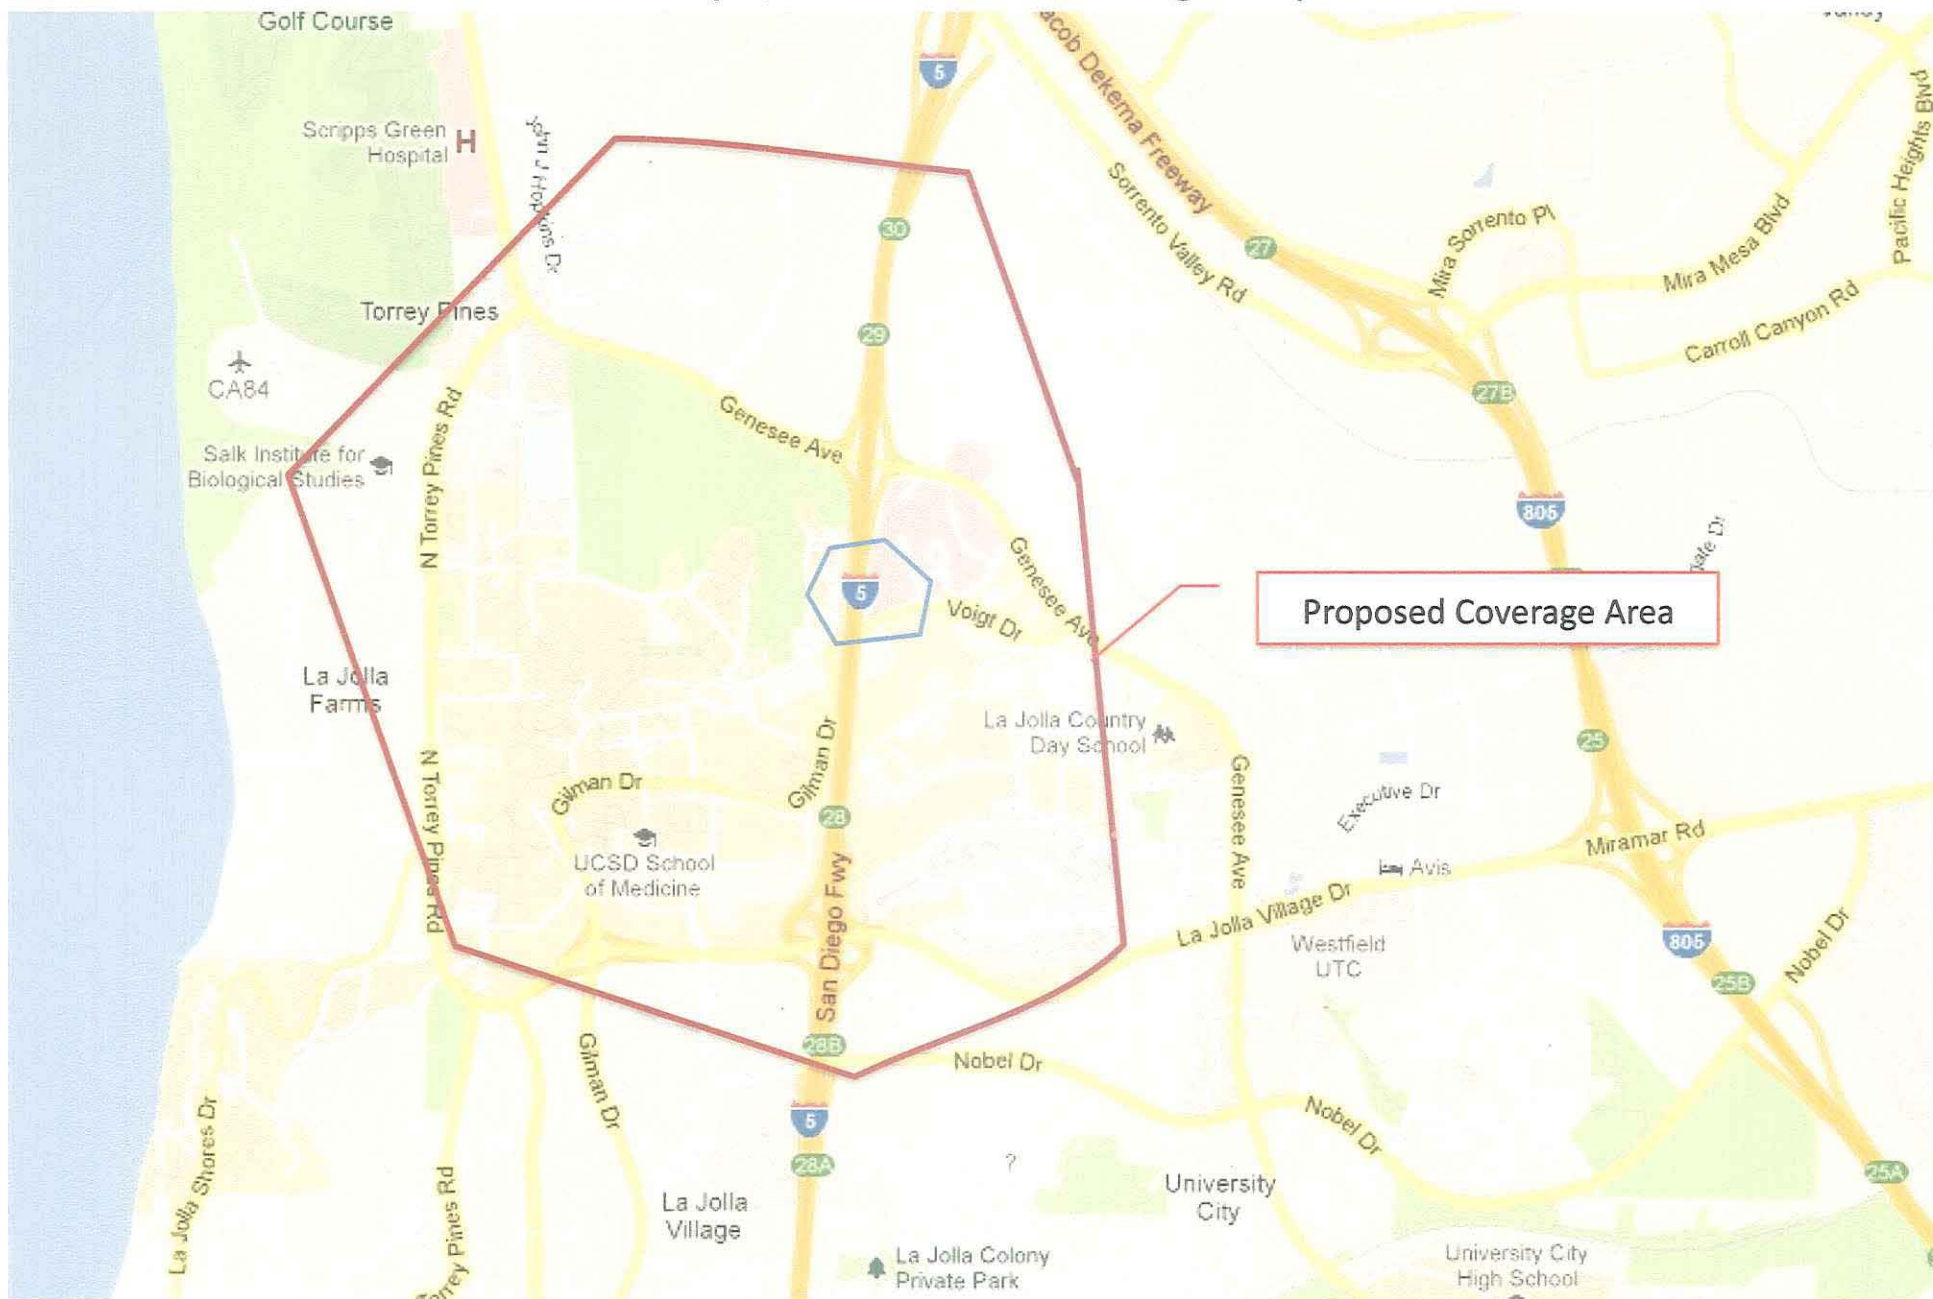 Golf Course
5
Jacob Dekema Freeway
Scripps Green
Hospital
H
John J Hopkins Dr
Pacific Heights Blvd
Sorrento Valley Rd
Mira Sorrento Pl
Mira Mesa Blvd
30
27
Torrey Pines
29
Carroll Canyon Rd
CA84
27B
N Torrey Pines Rd
Genesee Ave
Salk Institute for
Biological Studies
805
5
Genesee Ave
Voigt Dr
Proposed Coverage Area
La Jolla
Farms
La Jolla Country
Day School
25
Gilman Dr
N Torrey Pines Rd
Gilman Dr
Genesee Ave
Executive Dr
28
Miramar Rd
UCSD School
of Medicine
Avis
San Diego Fwy
La Jolla Village Dr
Westfield
UTC
805
Nobel Dr
25B
28B
Nobel Dr
Gilman Dr
5
Nobel Dr
La Jolla Shores Dr
28A
?
25A
La Jolla
Village
University
City
Torrey Pines Rd
La Jolla Colony
Private Park
University City
High School